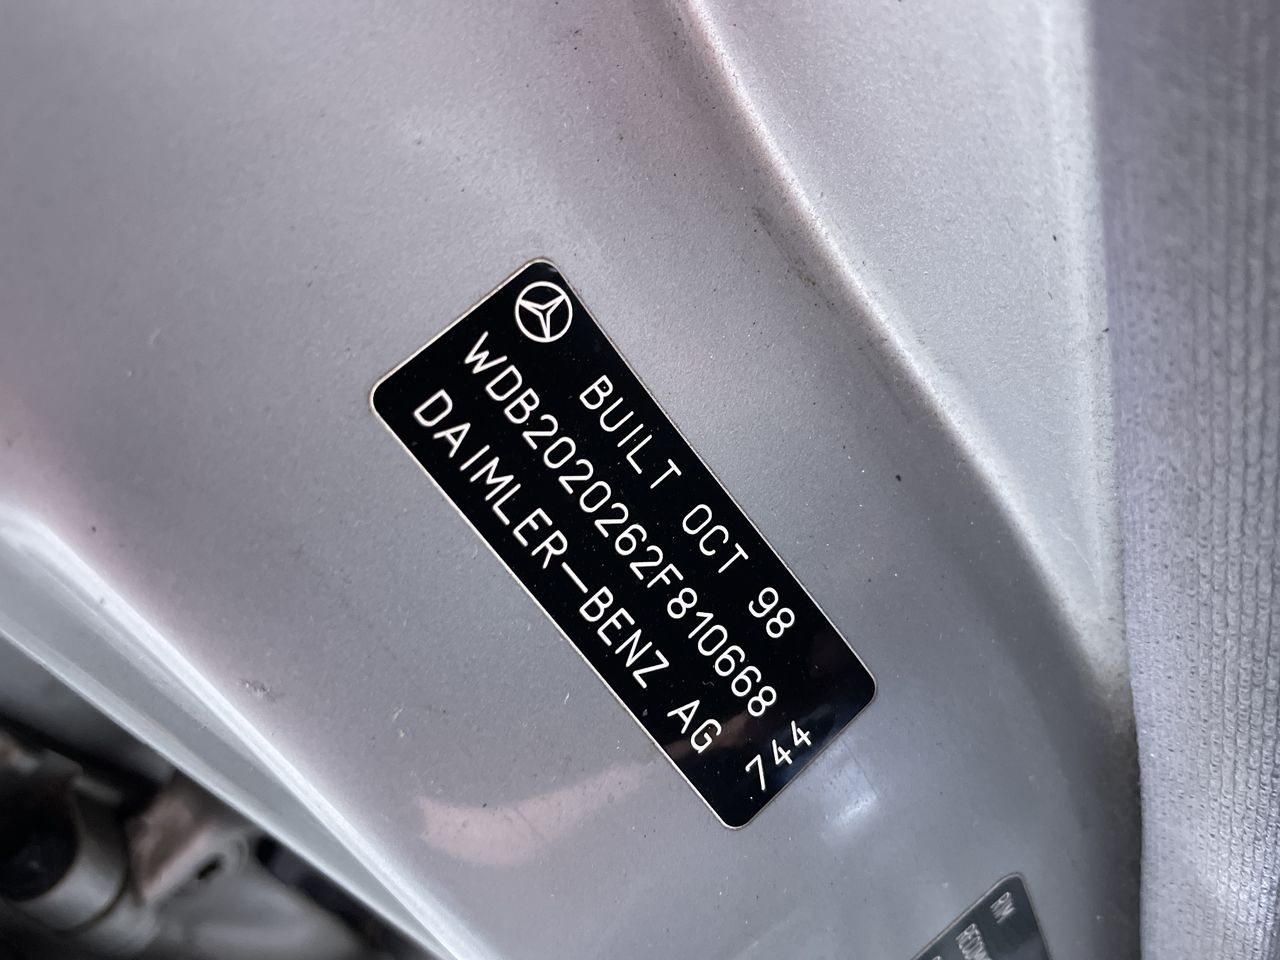 BUILT OCT 98
WDB2020262F810668
DAIMLER-BENZ AG 744